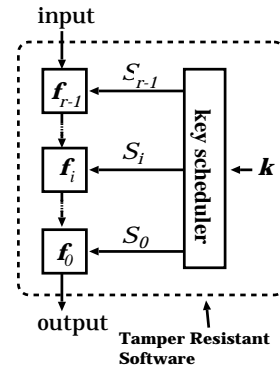 input
f_{r-1}
S_{r-1}
key scheduler
f_i
S_i
k
f_0
S_0
output
Tamper Resistant
Software